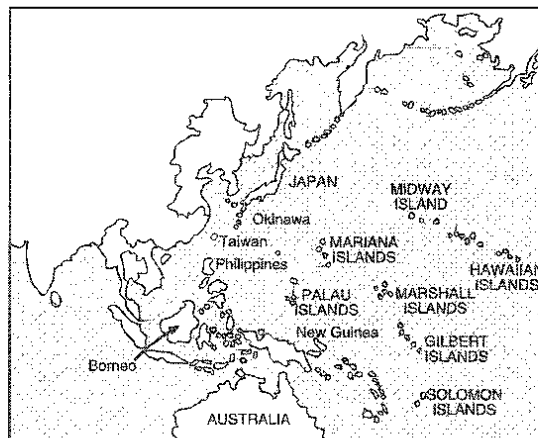 JAPAN
MIDWAY
ISLAND
Okinawa
Taiwan
MARIANA
ISLANDS
Philippines
HAWAIIAN
ISLANDS
PALAU
ISLANDS
MARSHALL
ISLANDS
New Guinea
GILBERT
ISLANDS
Borneo
SOLOMON
ISLANDS
AUSTRALIA